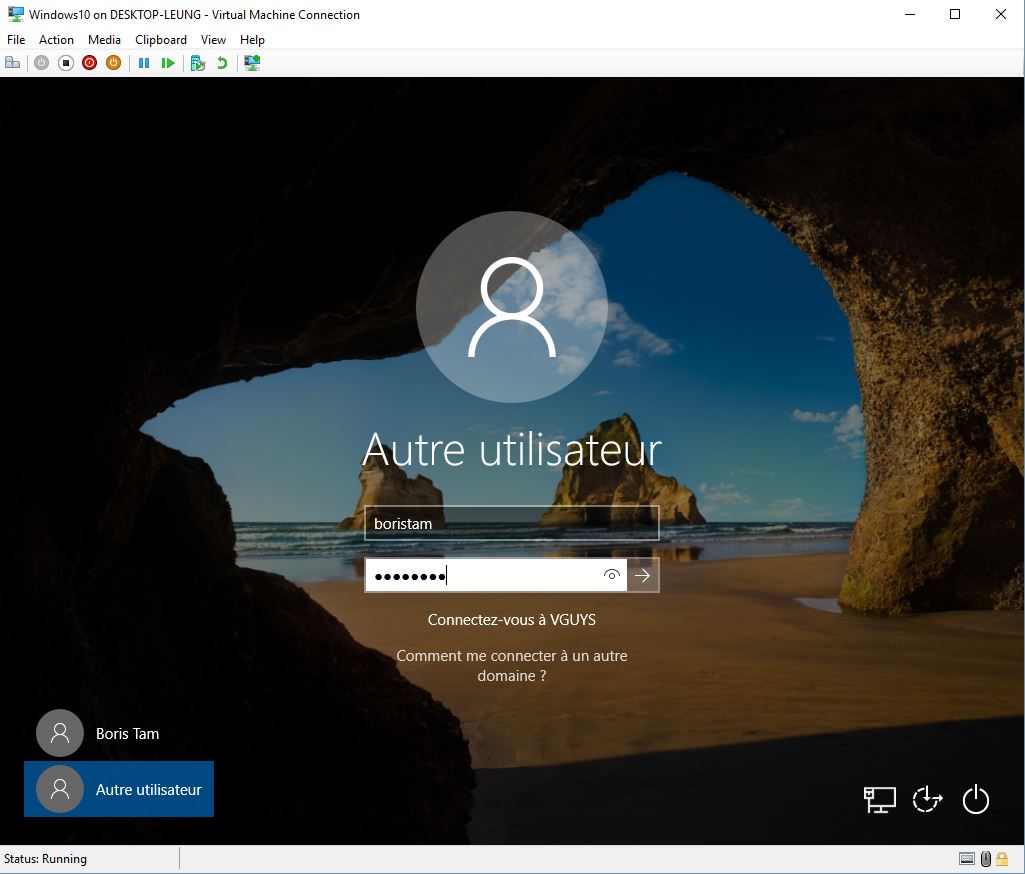 Windows10 on DESKTOP-LEUNG - Virtual Machine Connection
File Action Media Clipboard View Help
Autre utilisateur
boristam
Connectez-vous à VGUYS
Comment me connecter à un autre
domaine ?
Boris Tam
Autre utilisateur
Status: Running